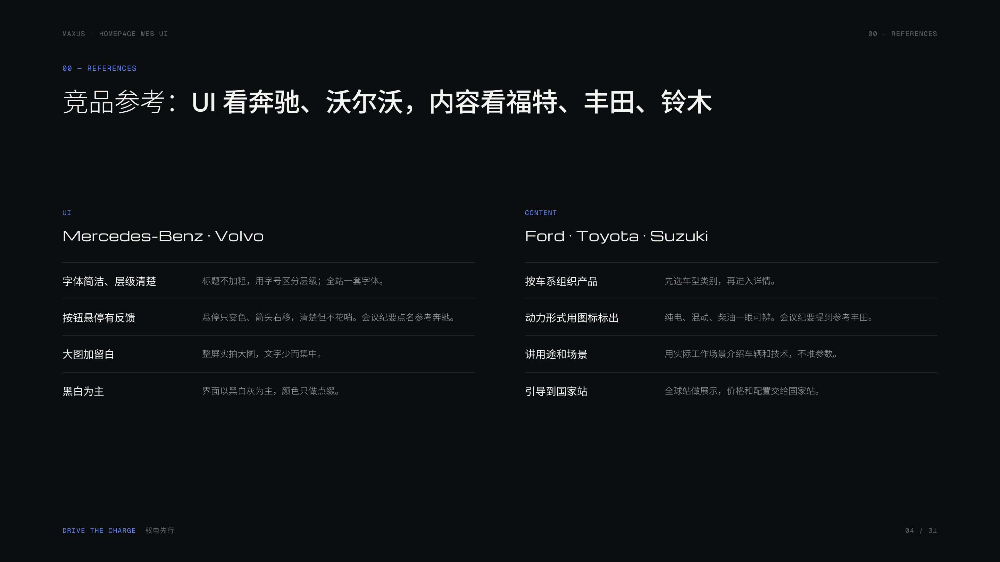 MAXUS · HOMEPAGE WEB UI
00 — REFERENCES
00 — REFERENCES
竞品参考：UI 看奔驰、沃尔沃，内容看福特、丰田、铃木
UI
Mercedes-Benz · Volvo
字体简洁、层级清楚
标题不加粗，用字号区分层级；全站一套字体。
按钮悬停有反馈
悬停只变色、箭头右移，清楚但不花哨。会议纪要点名参考奔驰。
大图加留白
整屏实拍大图，文字少而集中。
黑白为主
界面以黑白灰为主，颜色只做点缀。
CONTENT
Ford · Toyota · Suzuki
按车系组织产品
先选车型类别，再进入详情。
动力形式用图标标出
纯电、混动、柴油一眼可辨。会议纪要提到参考丰田。
讲用途和场景
用实际工作场景介绍车辆和技术，不堆参数。
引导到国家站
全球站做展示，价格和配置交给国家站。
DRIVE THE CHARGE 驭电先行
04 / 31